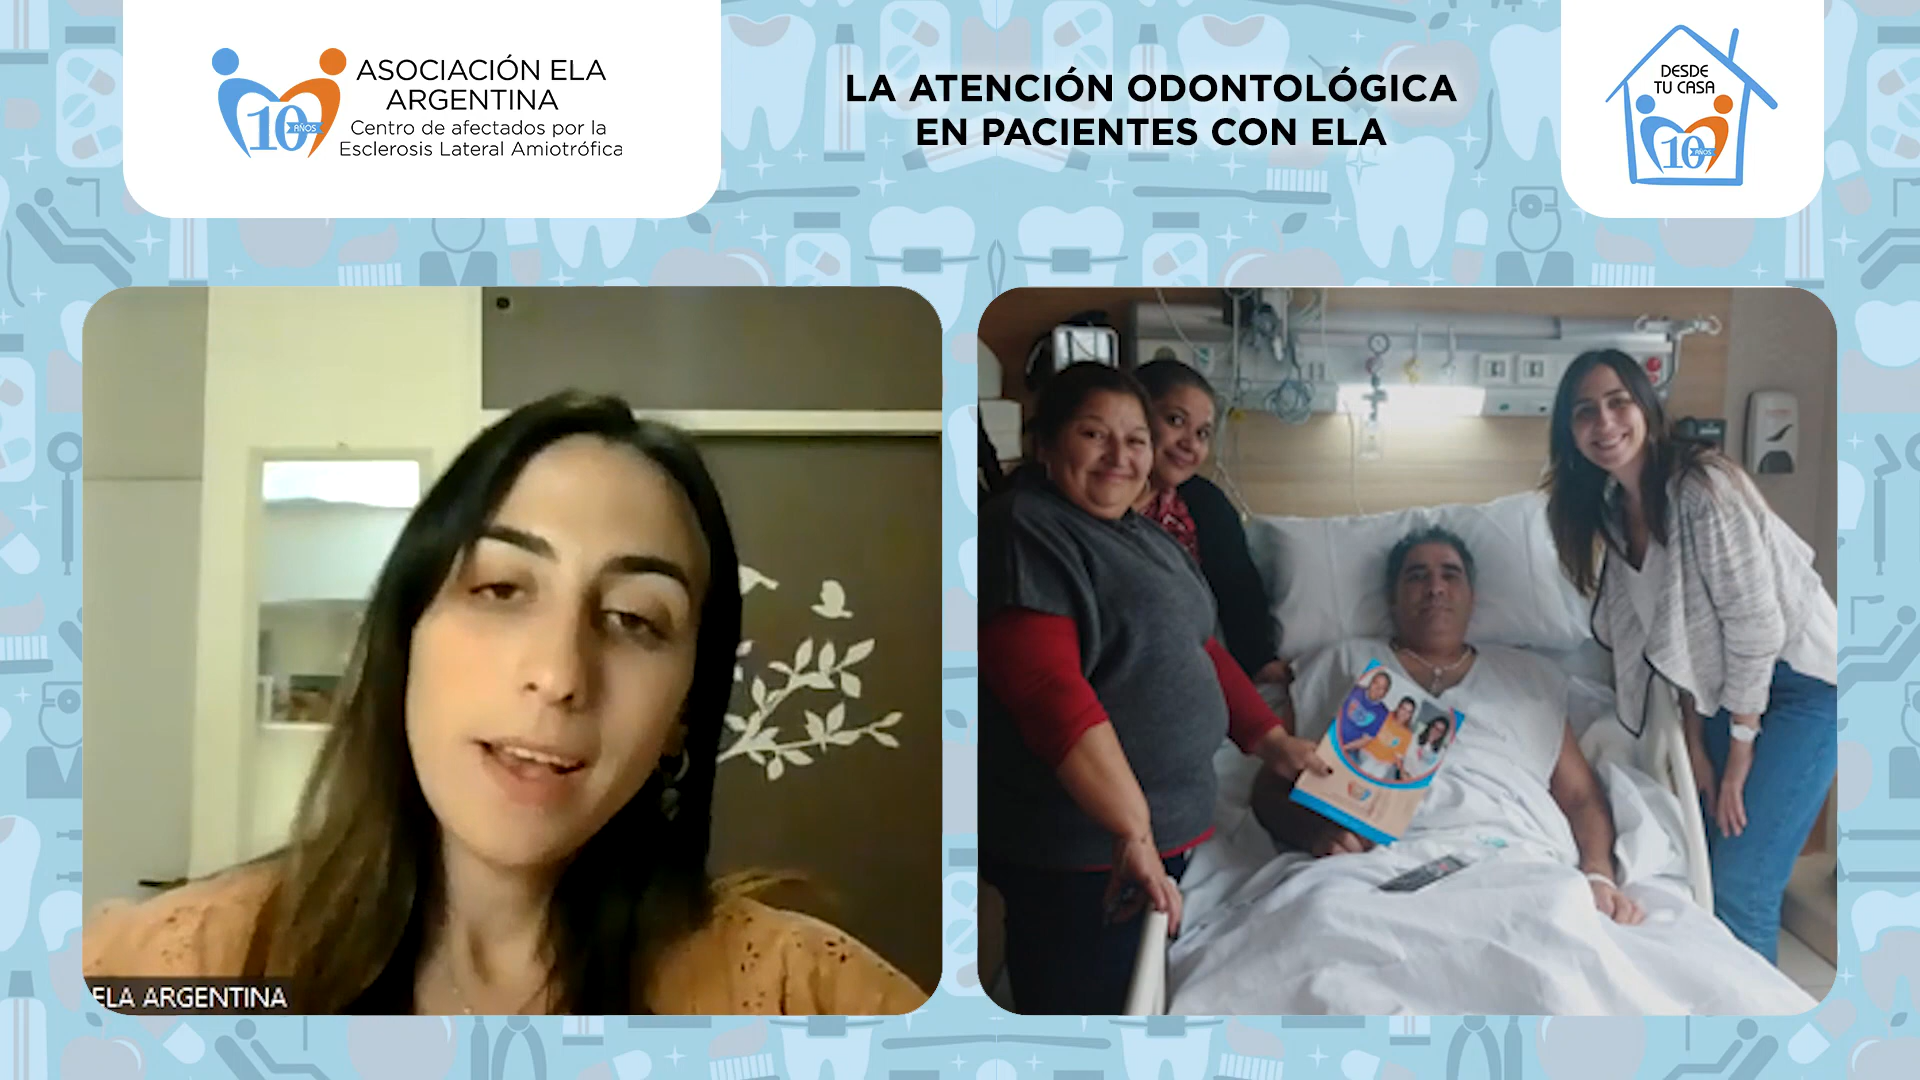 ASOCIACIÓN ELA
ARGENTINA
Centro de afectados por la
Esclerosis Lateral Amiotrófica
10 AÑOS
LA ATENCIÓN ODONTOLÓGICA
EN PACIENTES CON ELA
DESDE
TU CASA
10 AÑOS
ELA ARGENTINA